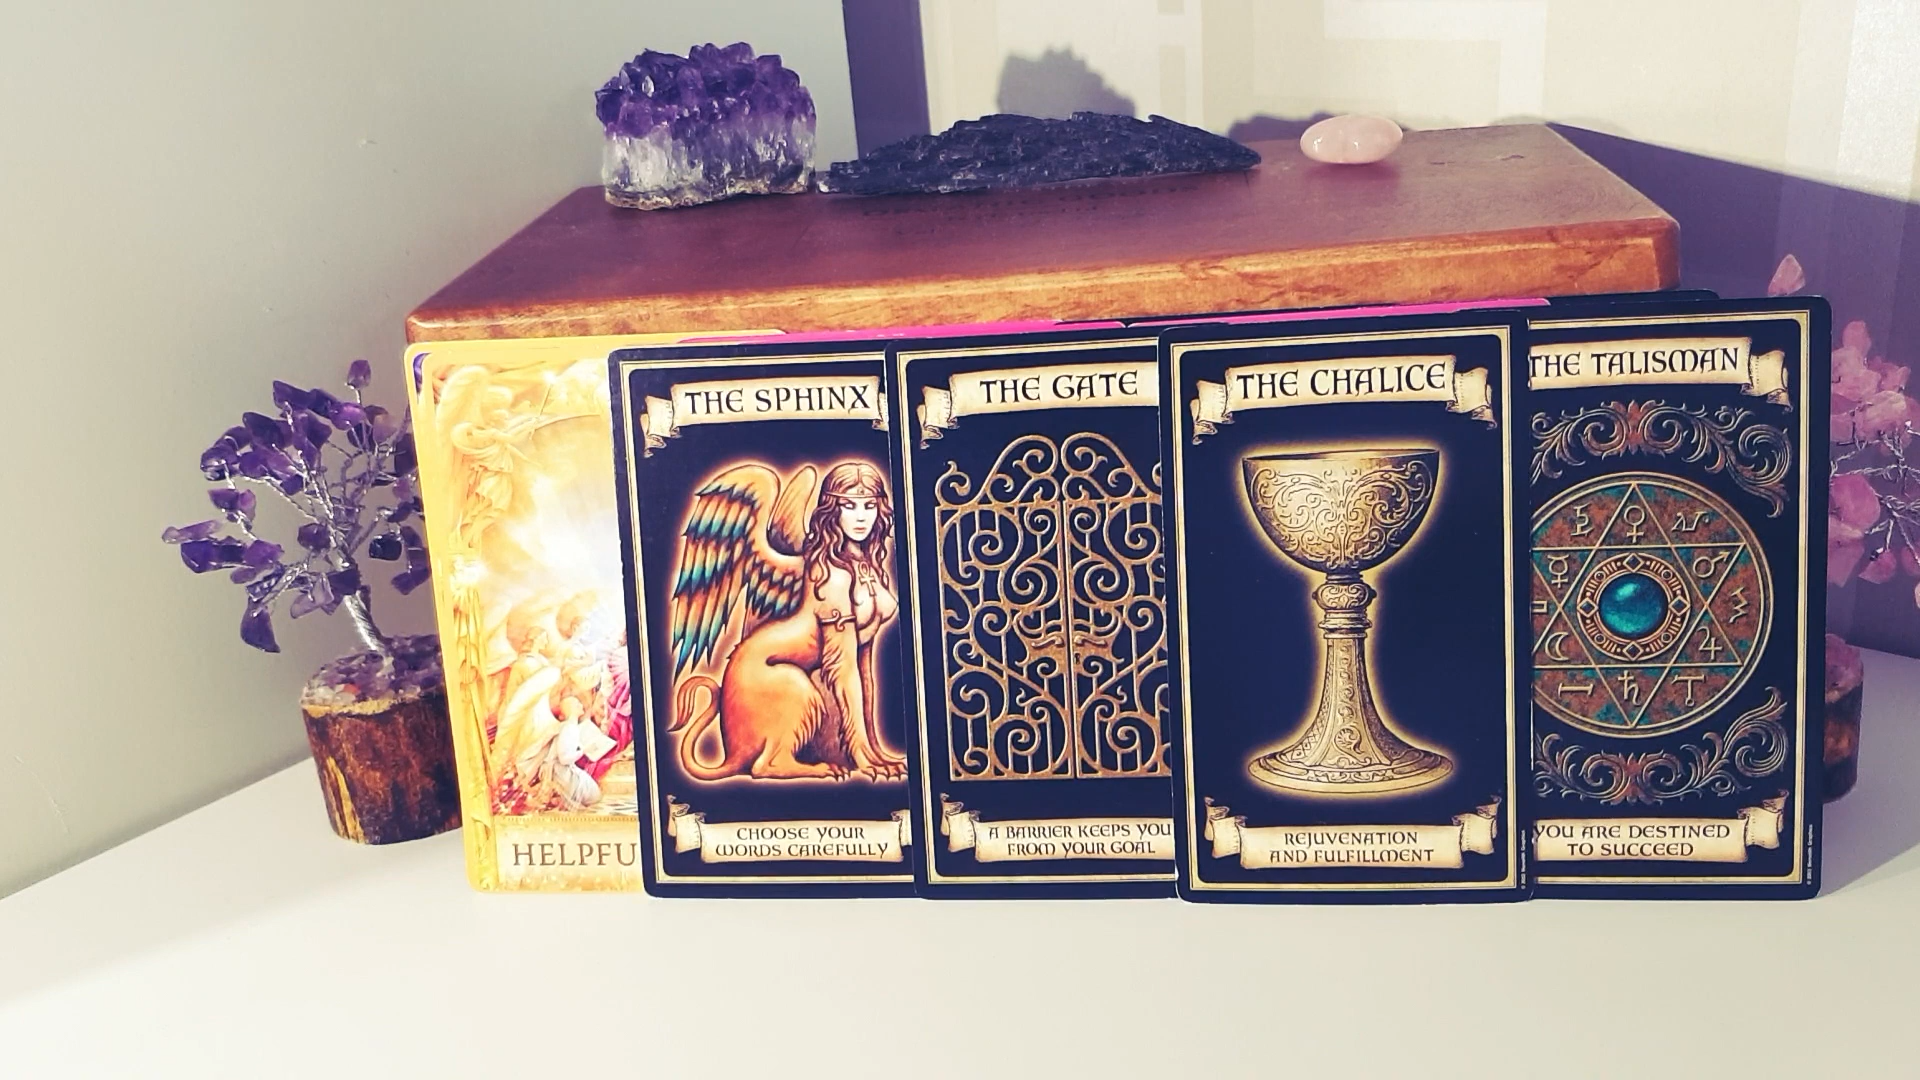 THE SPHINX
CHOOSE YOUR
WORDS CAREFULLY
THE GATE
A BARRIER KEEPS YOU
FROM YOUR GOAL
THE CHALICE
REJUVENATION
AND FULFILLMENT
THE TALISMAN
YOU ARE DESTINED
TO SUCCEED
HELPFU